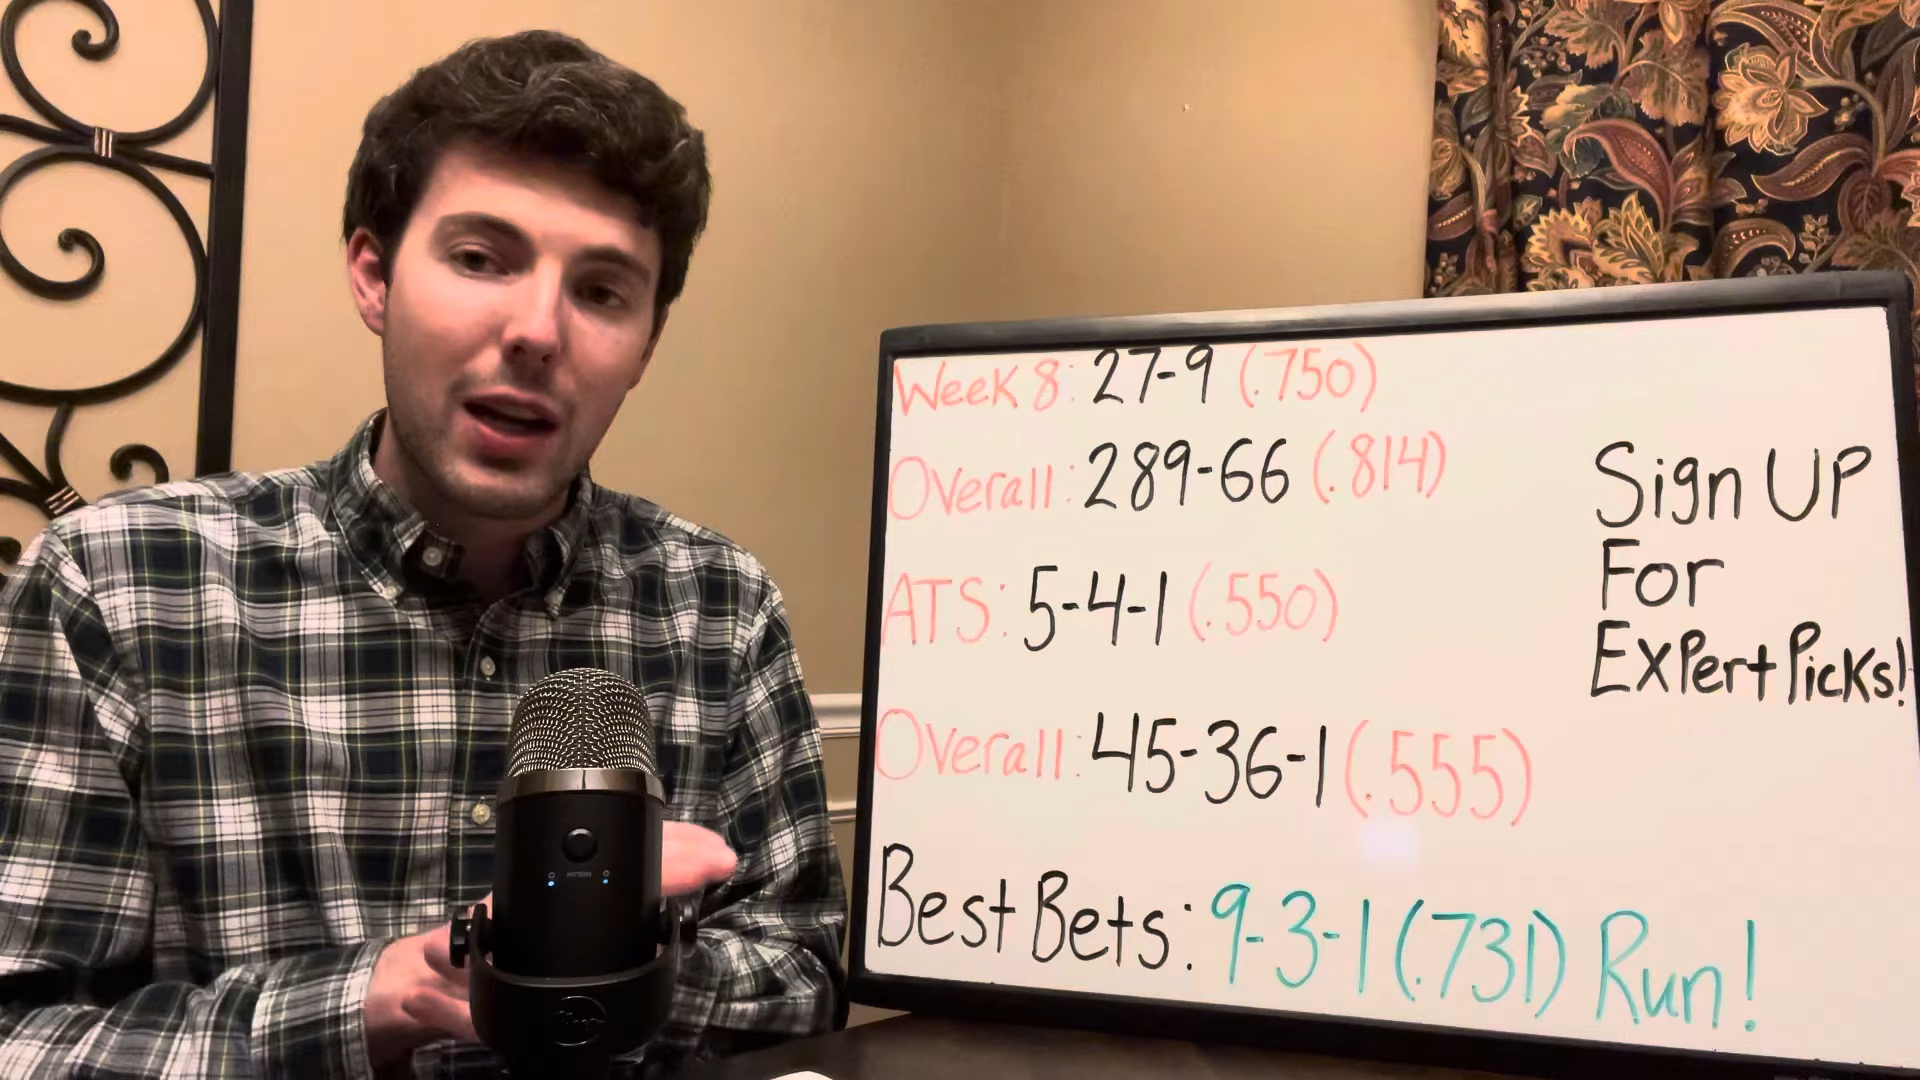 Week 8: 27-9 (.750)
Overall: 289-66 (.814)
ATS: 5-4-1 (.550)
Overall: 45-36-1 (.555)
Best Bets: 9-3-1 (.731) Run!
Sign UP
For
Expert Picks!